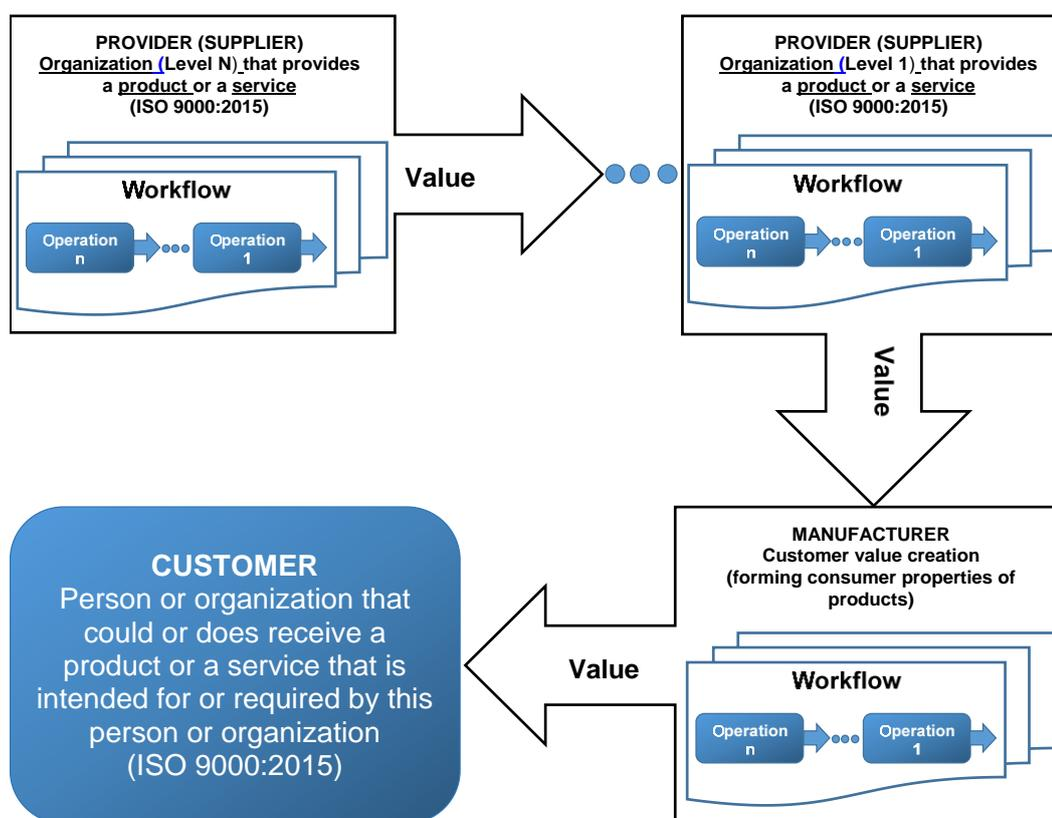 PROVIDER (SUPPLIER)
Organization (Level N) that provides
a product or a service
(ISO 9000:2015)
Workflow
Operation
n
Operation
1
Value
PROVIDER (SUPPLIER)
Organization (Level 1) that provides
a product or a service
(ISO 9000:2015)
Workflow
Operation
n
Operation
1
Value
MANUFACTURER
Customer value creation
(forming consumer properties of
products)
Workflow
Operation
n
Operation
1
Value
CUSTOMER
Person or organization that
could or does receive a
product or a service that is
intended for or required by this
person or organization
(ISO 9000:2015)